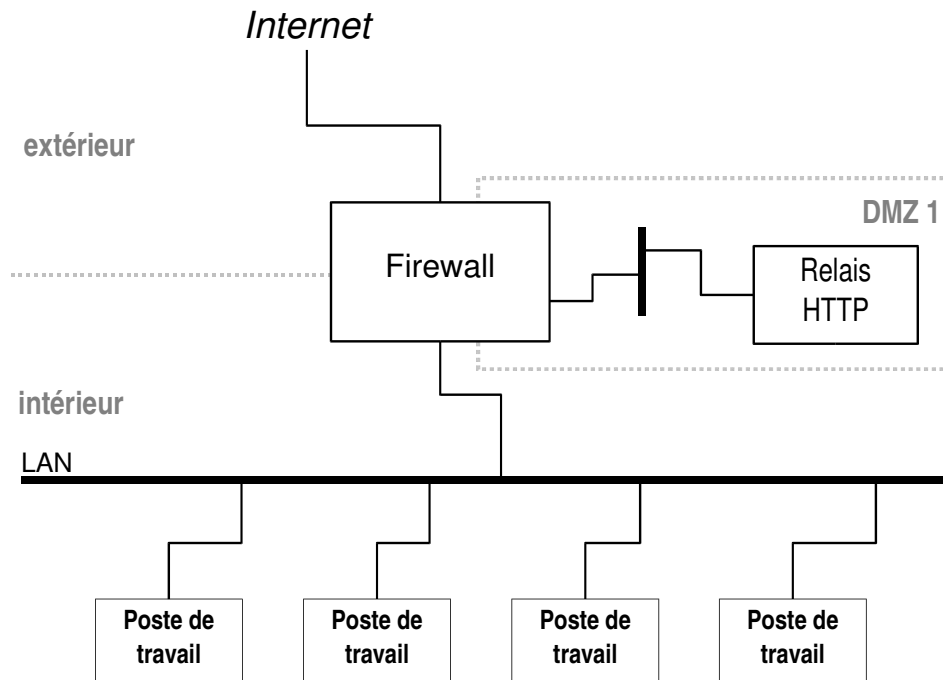 Internet
extérieur
DMZ 1
Firewall
Relais
HTTP
intérieur
LAN
Poste de
travail
Poste de
travail
Poste de
travail
Poste de
travail